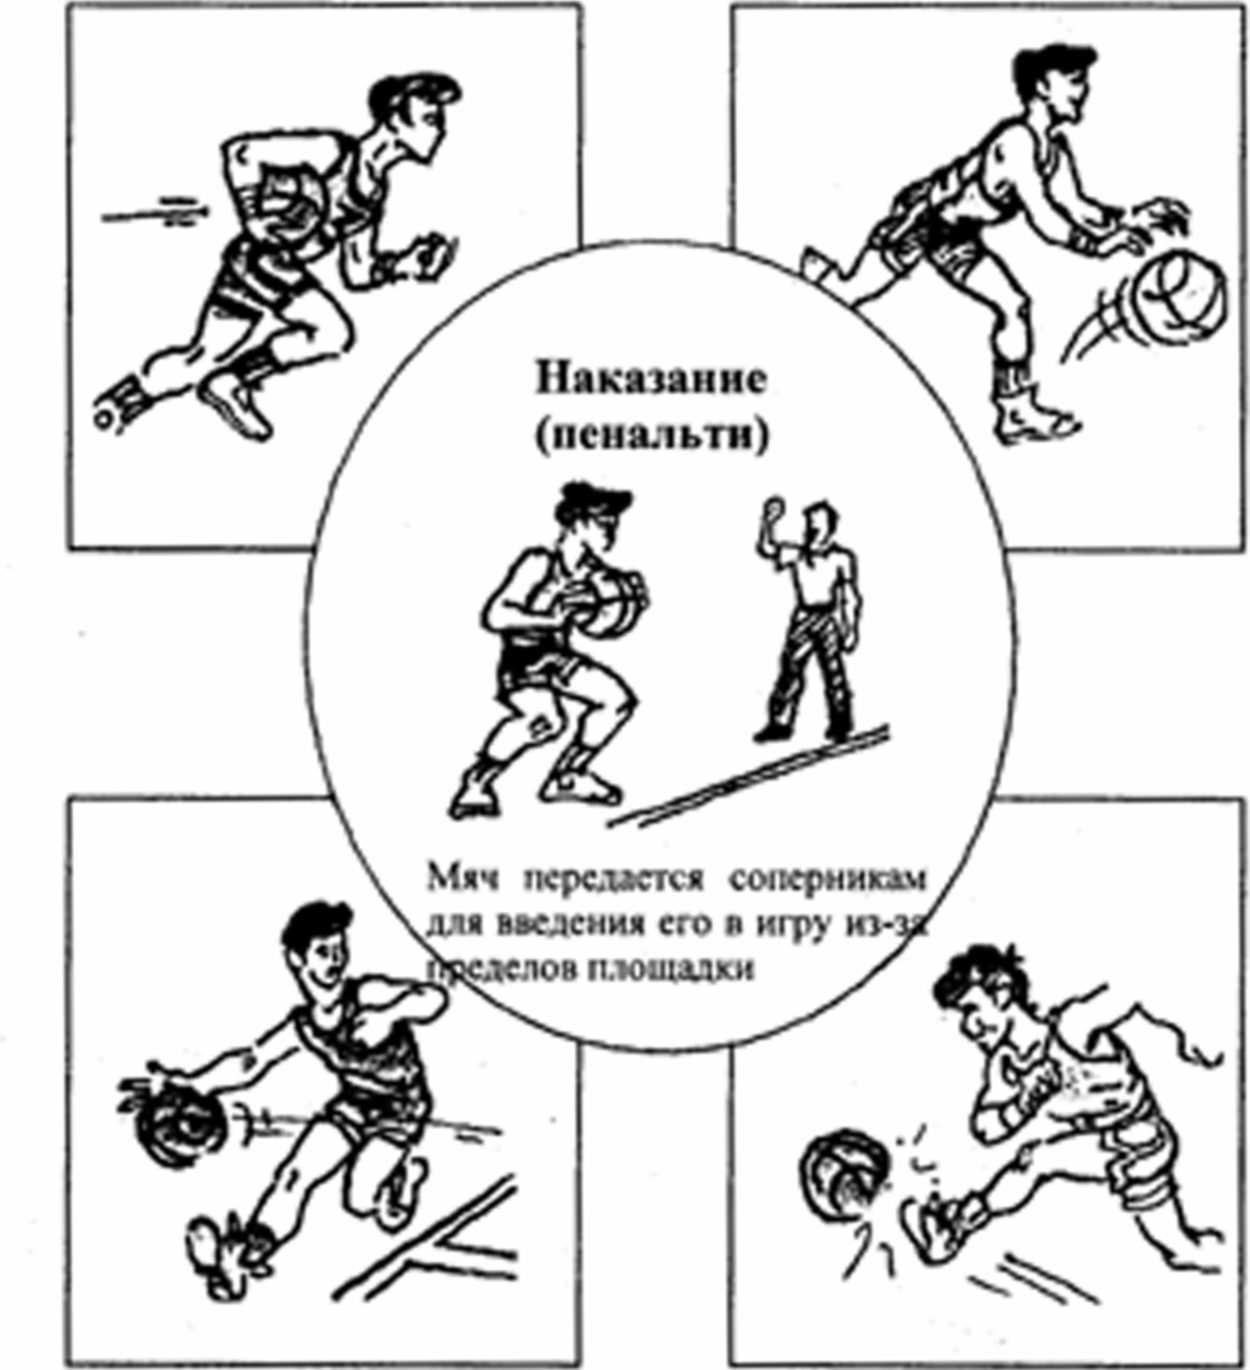 Наказание
(пенальти)
Мяч передается соперникам
для введения его в игру из-за
пределов площадки